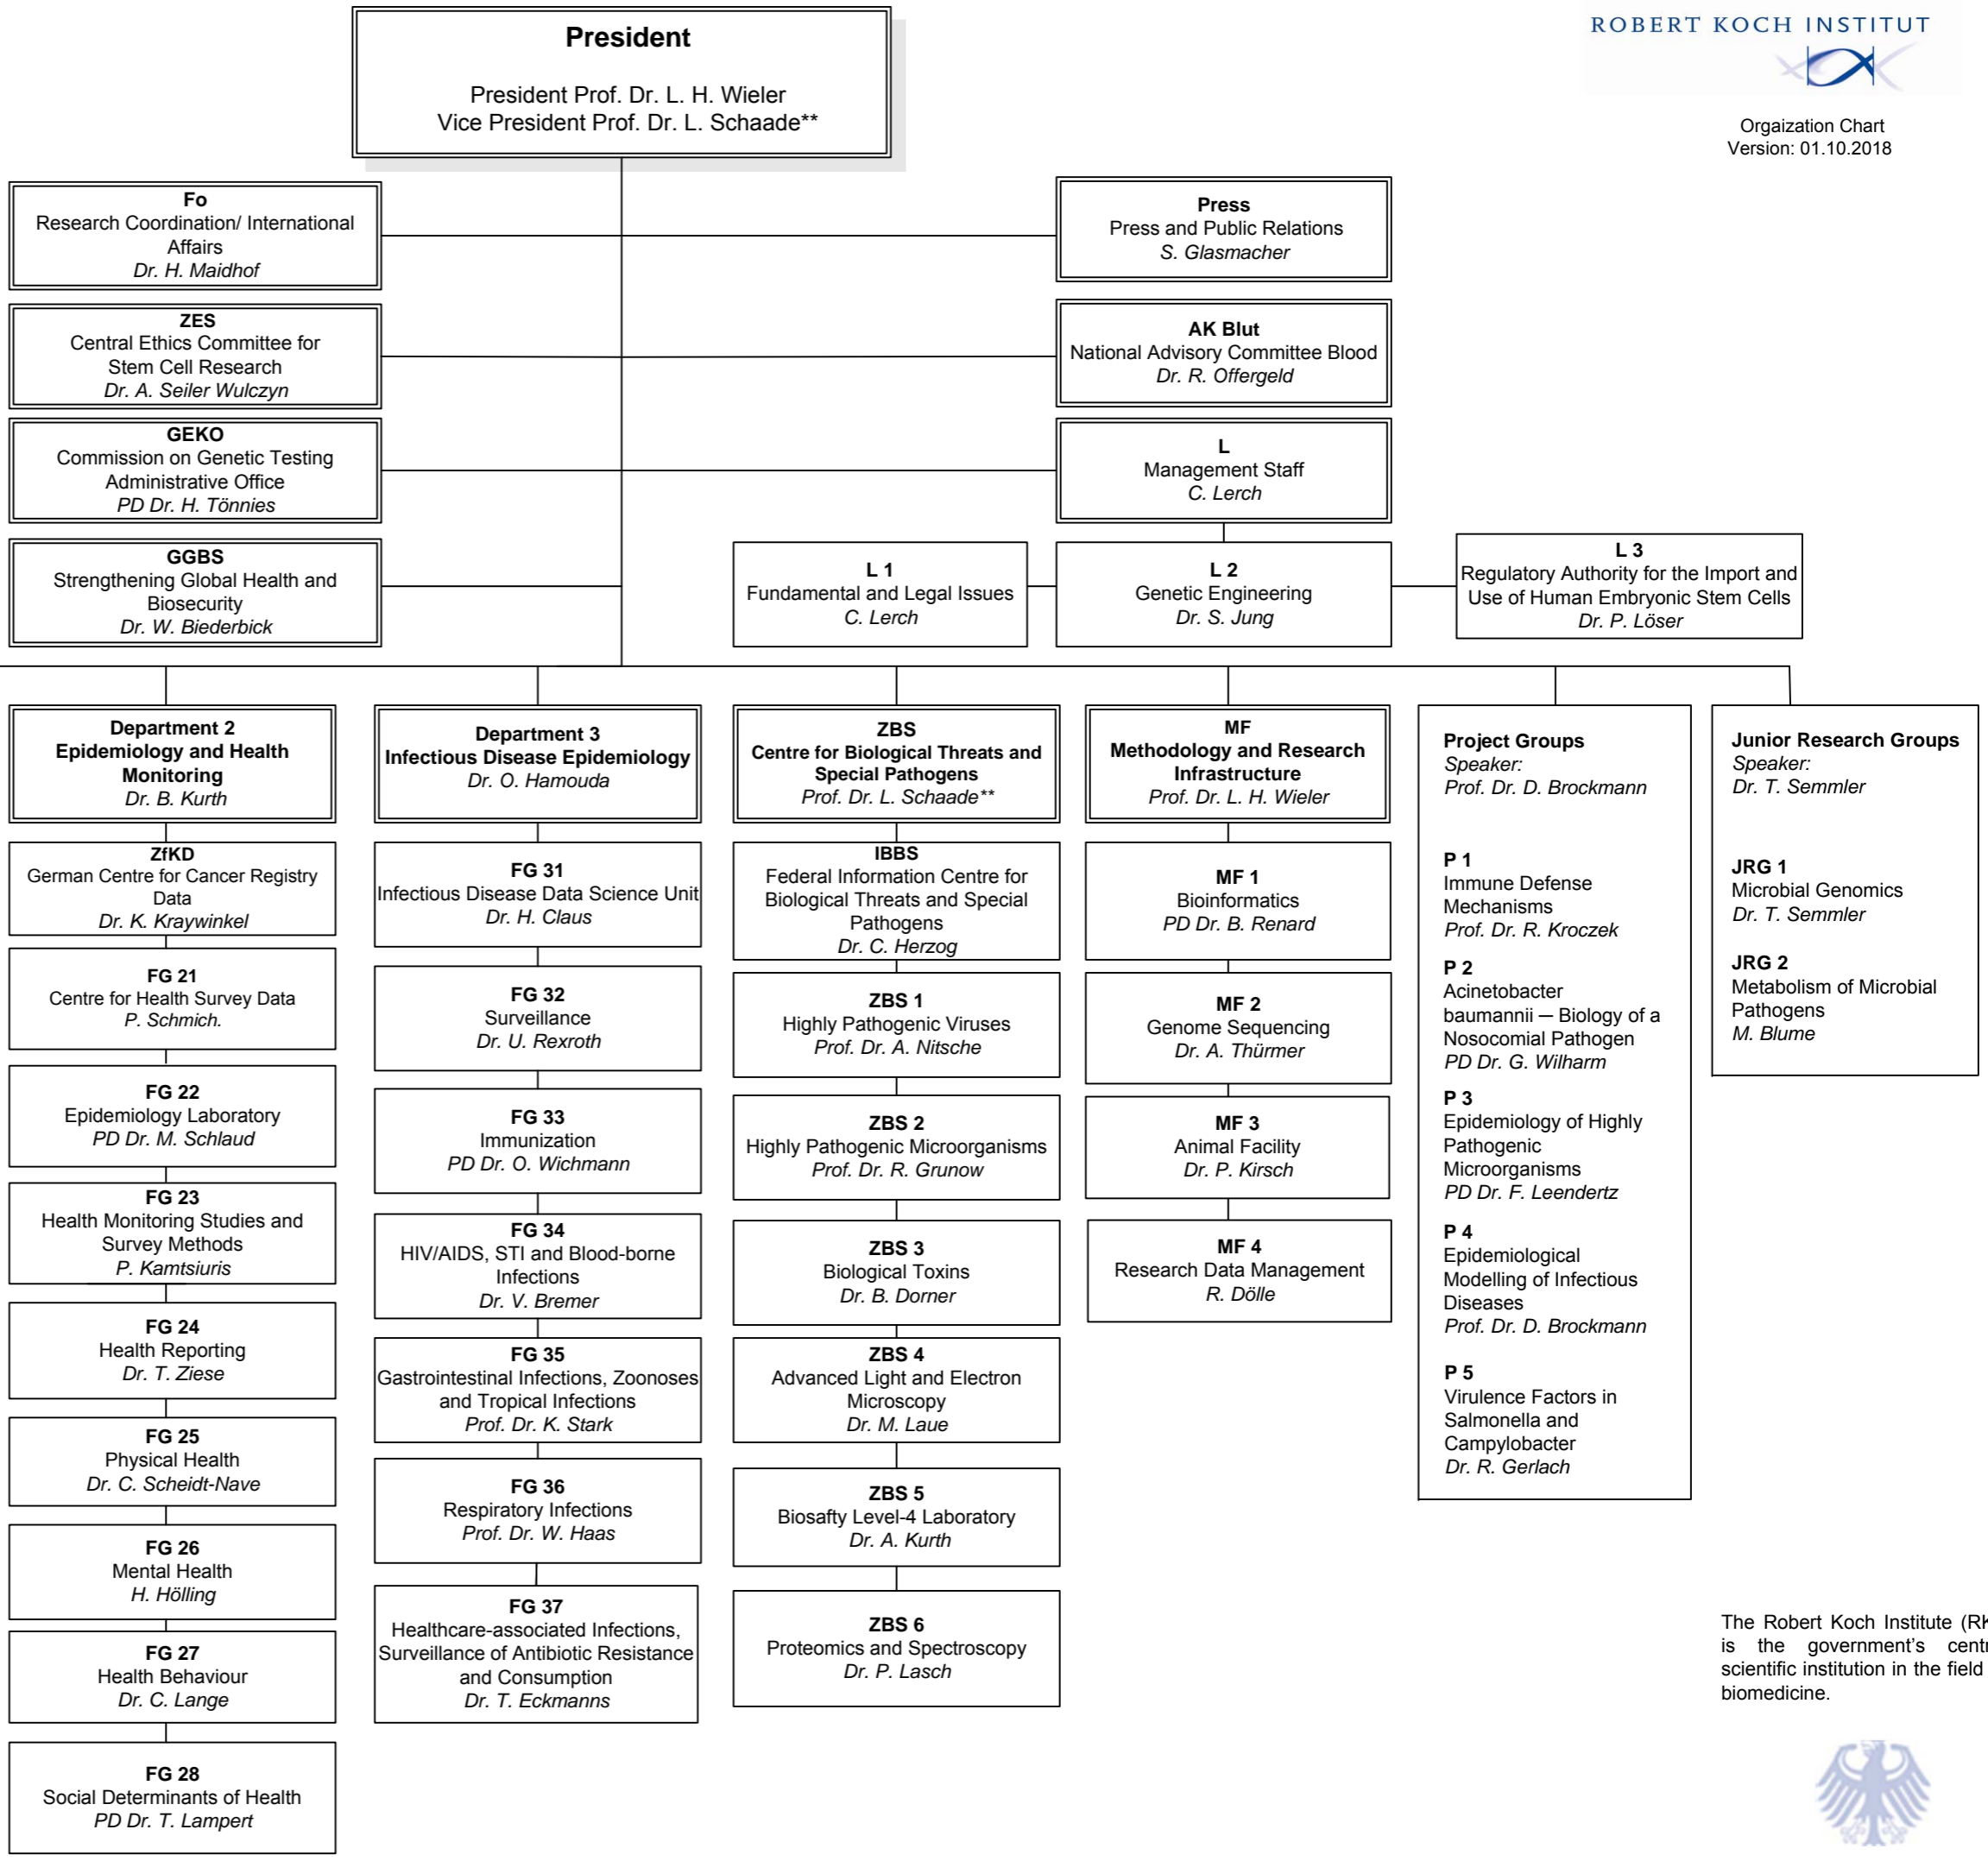 President
President Prof. Dr. L. H. Wieler
Vice President Prof. Dr. L. Schaade**
ROBERT KOCH INSTITUT
Orgaization Chart
Version: 01.10.2018
Fo
Research Coordination/ International
Affairs
Dr. H. Maidhof
Press
Press and Public Relations
S. Glasmacher
ZES
Central Ethics Committee for
Stem Cell Research
Dr. A. Seiler Wulczyn
AK Blut
National Advisory Committee Blood
Dr. R. Offergeld
GEKO
Commission on Genetic Testing
Administrative Office
PD Dr. H. Tönnies
L
Management Staff
C. Lerch
GGBS
Strengthening Global Health and
Biosecurity
Dr. W. Biederbick
L 1
Fundamental and Legal Issues
C. Lerch
L 2
Genetic Engineering
Dr. S. Jung
L 3
Regulatory Authority for the Import and
Use of Human Embryonic Stem Cells
Dr. P. Löser
Department 2
Epidemiology and Health
Monitoring
Dr. B. Kurth
ZfKD
German Centre for Cancer Registry
Data
Dr. K. Kraywinkel
FG 21
Centre for Health Survey Data
P. Schmich.
FG 22
Epidemiology Laboratory
PD Dr. M. Schlaud
FG 23
Health Monitoring Studies and
Survey Methods
P. Kamtsiuris
FG 24
Health Reporting
Dr. T. Ziese
FG 25
Physical Health
Dr. C. Scheidt-Nave
FG 26
Mental Health
H. Hölling
FG 27
Health Behaviour
Dr. C. Lange
FG 28
Social Determinants of Health
PD Dr. T. Lampert
Department 3
Infectious Disease Epidemiology
Dr. O. Hamouda
FG 31
Infectious Disease Data Science Unit
Dr. H. Claus
FG 32
Surveillance
Dr. U. Rexroth
FG 33
Immunization
PD Dr. O. Wichmann
FG 34
HIV/AIDS, STI and Blood-borne
Infections
Dr. V. Bremer
FG 35
Gastrointestinal Infections, Zoonoses
and Tropical Infections
Prof. Dr. K. Stark
FG 36
Respiratory Infections
Prof. Dr. W. Haas
FG 37
Healthcare-associated Infections,
Surveillance of Antibiotic Resistance
and Consumption
Dr. T. Eckmanns
ZBS
Centre for Biological Threats and
Special Pathogens
Prof. Dr. L. Schaade**
IBBS
Federal Information Centre for
Biological Threats and Special
Pathogens
Dr. C. Herzog
ZBS 1
Highly Pathogenic Viruses
Prof. Dr. A. Nitsche
ZBS 2
Highly Pathogenic Microorganisms
Prof. Dr. R. Grunow
ZBS 3
Biological Toxins
Dr. B. Dorner
ZBS 4
Advanced Light and Electron
Microscopy
Dr. M. Laue
ZBS 5
Biosafty Level-4 Laboratory
Dr. A. Kurth
ZBS 6
Proteomics and Spectroscopy
Dr. P. Lasch
MF
Methodology and Research
Infrastructure
Prof. Dr. L. H. Wieler
MF 1
Bioinformatics
PD Dr. B. Renard
MF 2
Genome Sequencing
Dr. A. Thürmer
MF 3
Animal Facility
Dr. P. Kirsch
MF 4
Research Data Management
R. Dölle
Project Groups
Speaker:
Prof. Dr. D. Brockmann
P 1
Immune Defense
Mechanisms
Prof. Dr. R. Kroczek
P 2
Acinetobacter
baumannii — Biology of a
Nosocomial Pathogen
PD Dr. G. Wilharm
P 3
Epidemiology of Highly
Pathogenic
Microorganisms
PD Dr. F. Leendertz
P 4
Epidemiological
Modelling of Infectious
Diseases
Prof. Dr. D. Brockmann
P 5
Virulence Factors in
Salmonella and
Campylobacter
Dr. R. Gerlach
Junior Research Groups
Speaker:
Dr. T. Semmler
JRG 1
Microbial Genomics
Dr. T. Semmler
JRG 2
Metabolism of Microbial
Pathogens
M. Blume
The Robert Koch Institute
is the government's
scientific institution in the field
biomedicine.